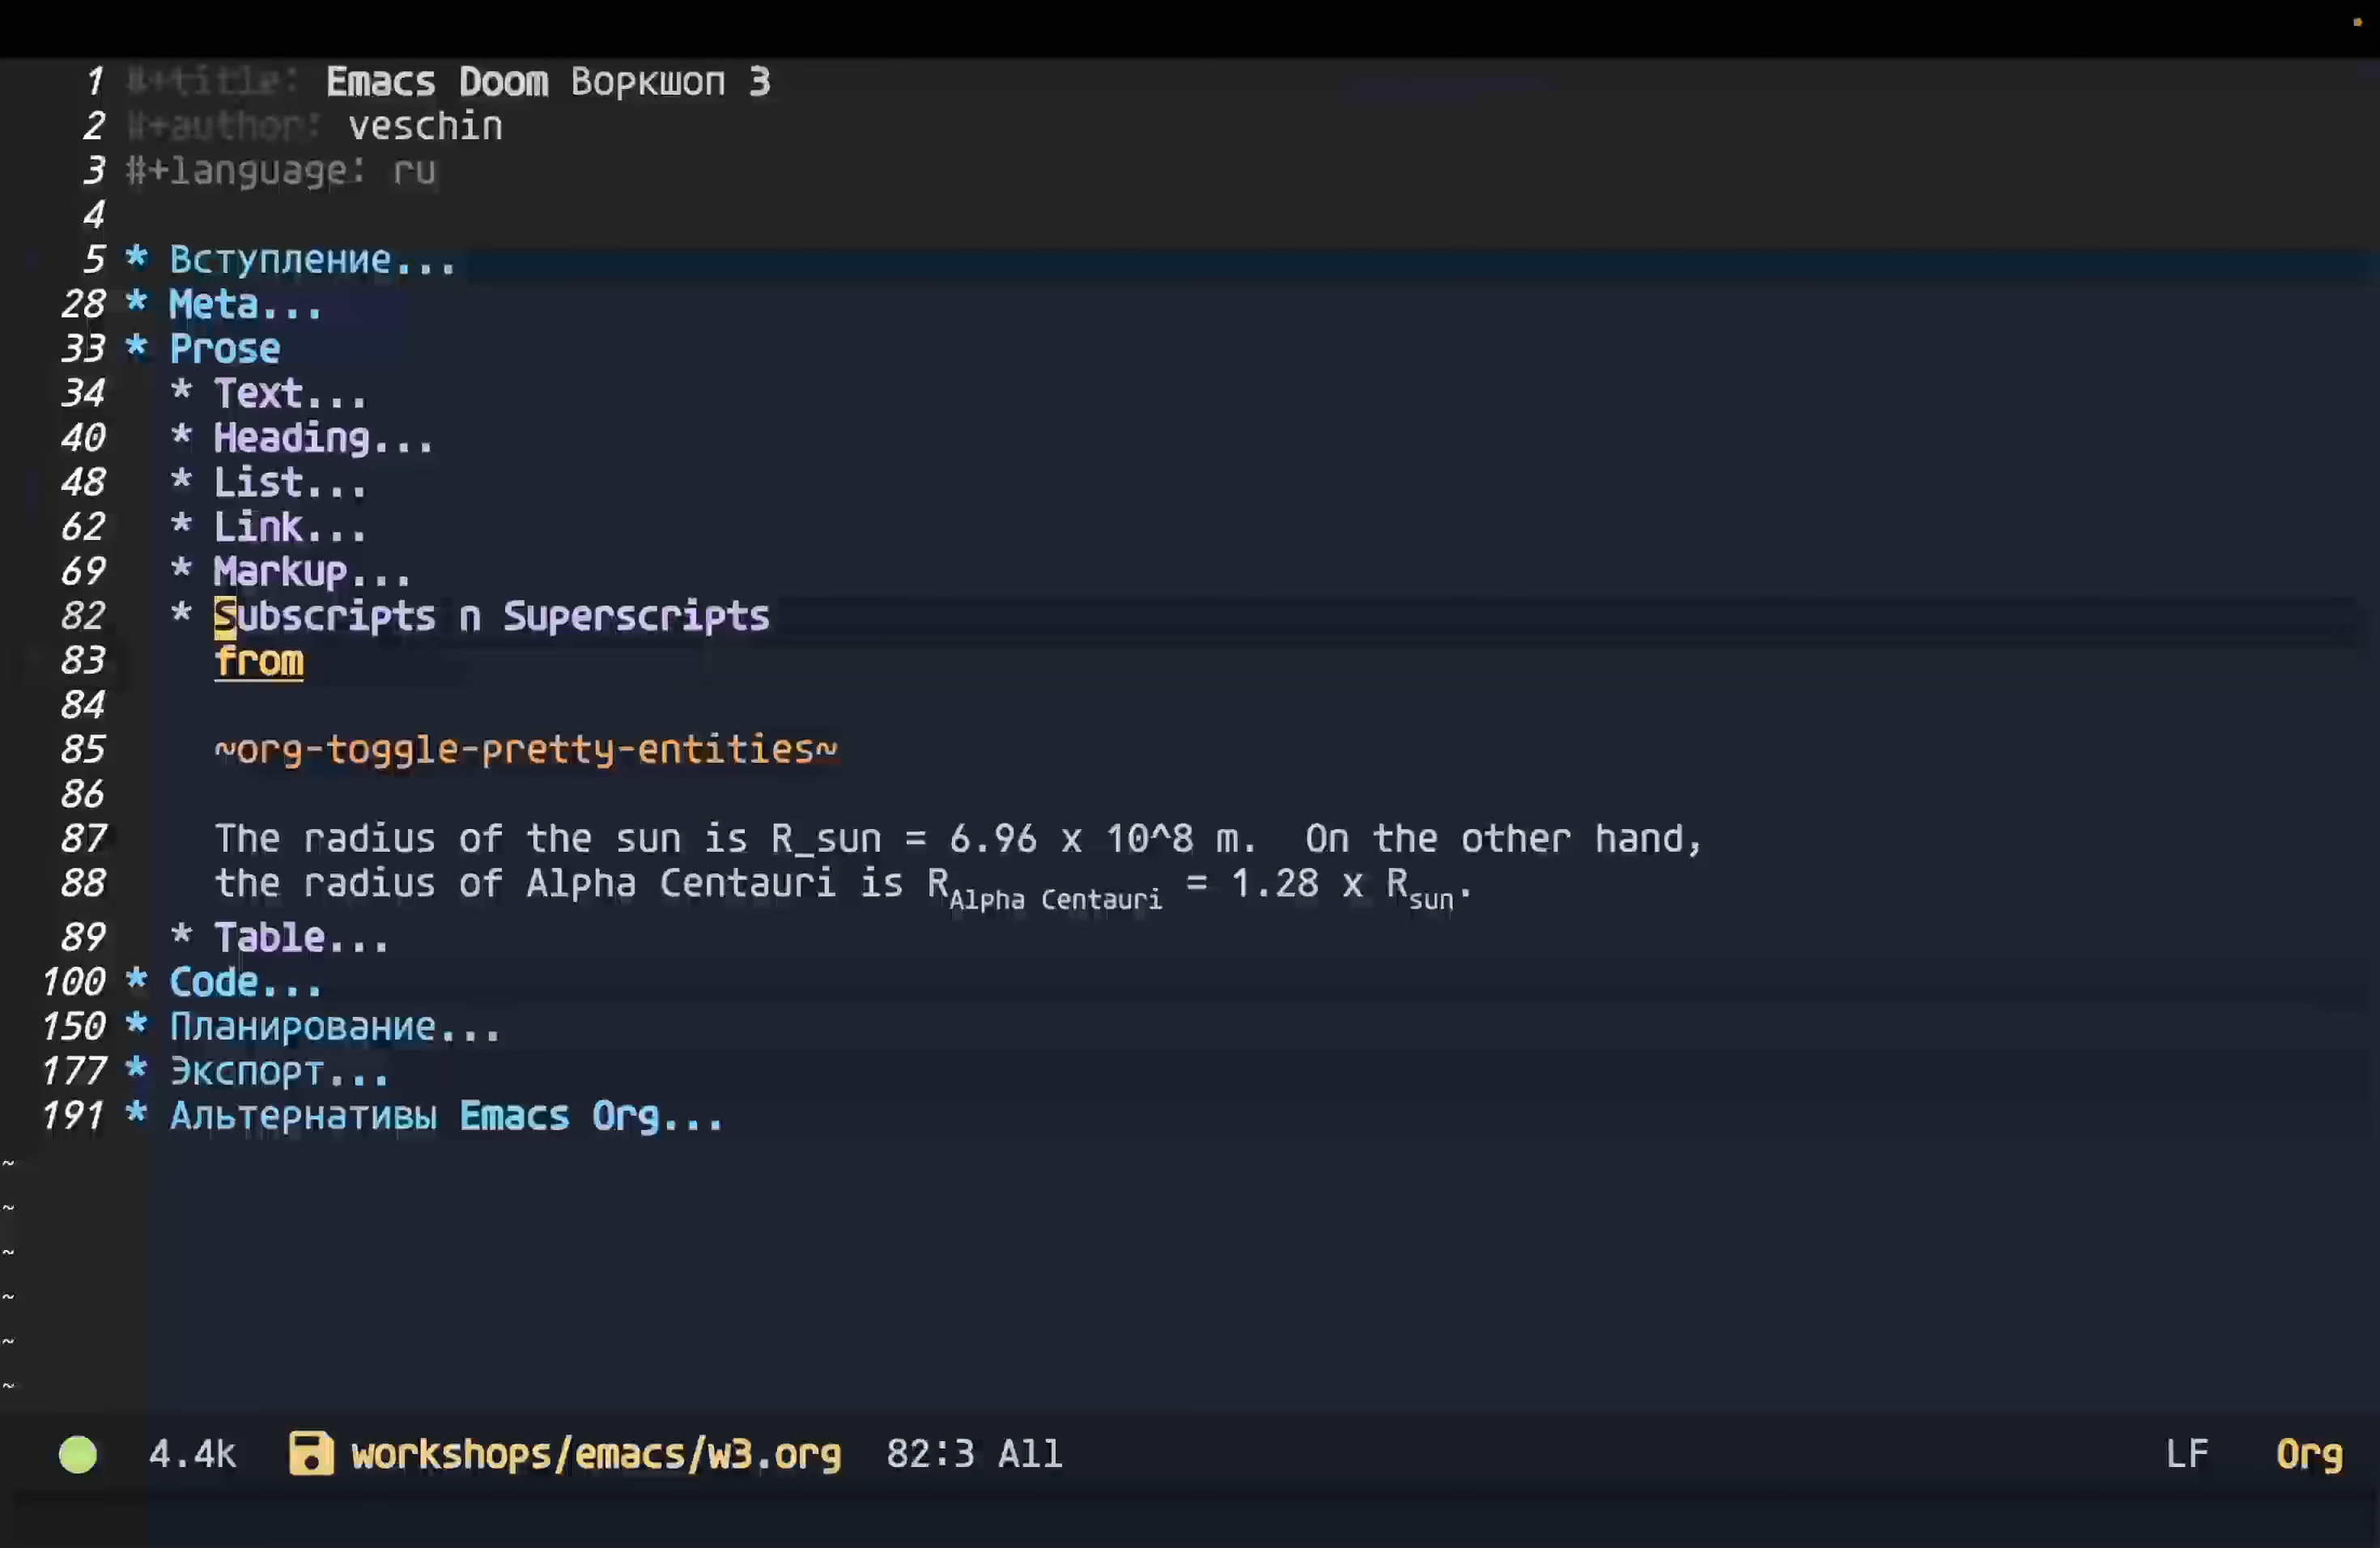 1 #+title: Emacs Doom Воркшоп 3
2 #+author: veschin
3 #+language: ru
4
5 * Вступление...
28 * Meta...
33 * Prose
34 * Text...
40 * Heading...
48 * List...
62 * Link...
69 * Markup...
82 * Subscripts n Superscripts
83 from
84
85 ~org-toggle-pretty-entities~
86
87 The radius of the sun is R_sun = 6.96 x 10^8 m.  On the other hand,
88 the radius of Alpha Centauri is RAlpha Centauri = 1.28 x Rsun.
89 * Table...
100 * Code...
150 * Планирование...
177 * Экспорт...
191 * Альтернативы Emacs Org...
~
~
~
~
~
~
4.4k workshops/emacs/w3.org 82:3 All LF Org